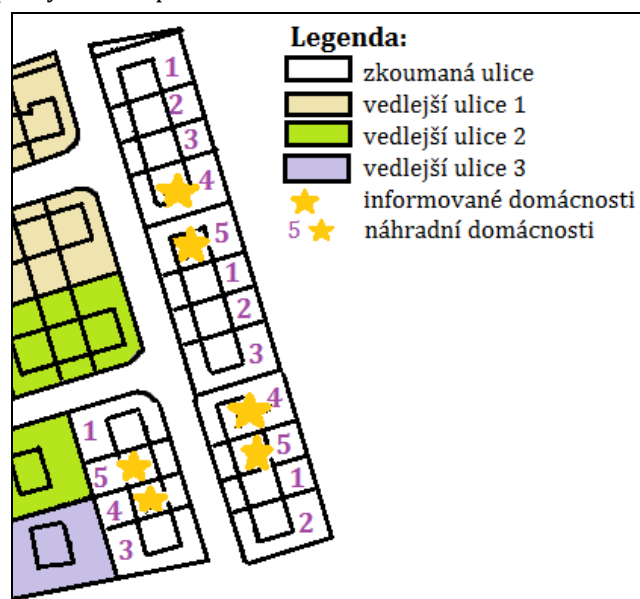 Legenda:
zkoumaná ulice
vedlejší ulice 1
vedlejší ulice 2
vedlejší ulice 3
informované domácnosti
5 náhradní domácnosti
1
2
3
4
5
1
2
3
4
5
1
2
1
5
4
3